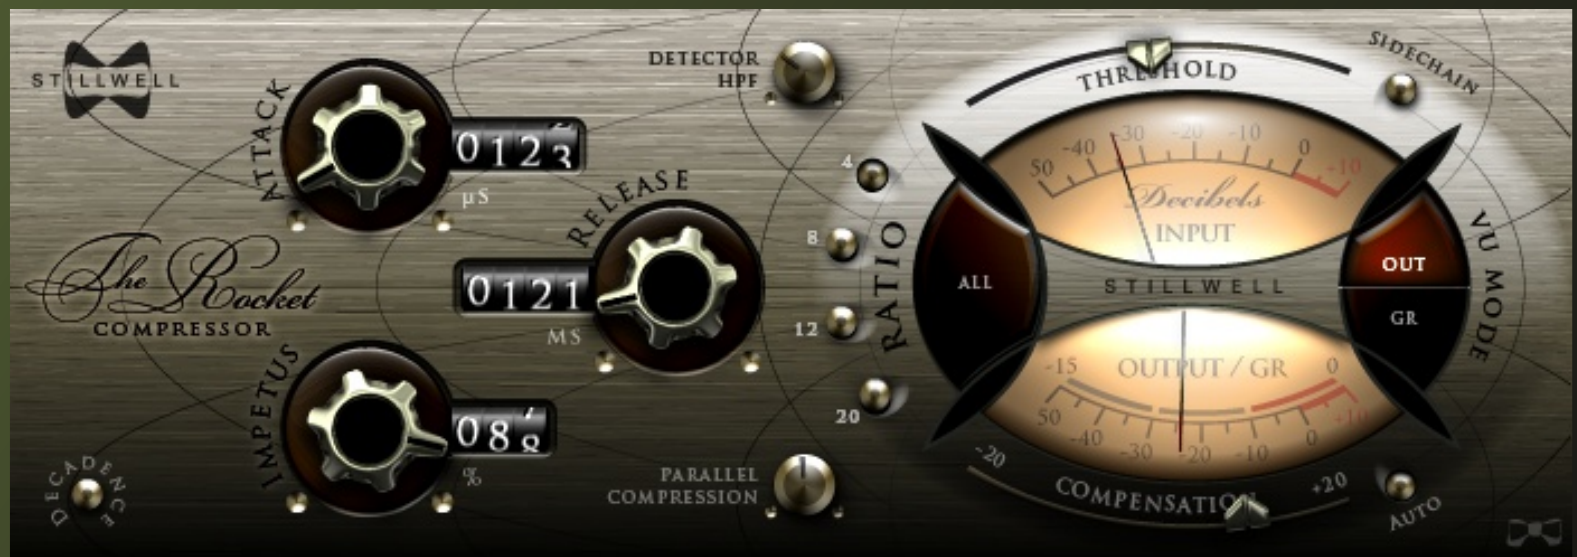 STILLWELL
ATTACK
0123
µS
DETECTOR
HPF
THRESHOLD
SIDECHAIN
50 -40 -30 -20 -10 0 +10
Decibels
INPUT
RELEASE
0121
MS
4
8
12
20
RATIO
ALL
STILLWELL
OUT
GR
VU MODE
The Rocket
COMPRESSOR
IMPETUS
088
%
-15 OUTPUT / GR 0
50 -40 -30 -20 -10 0 +10
PARALLEL
COMPRESSION
-20 COMPENSATION +20
AUTO
DECADENCE